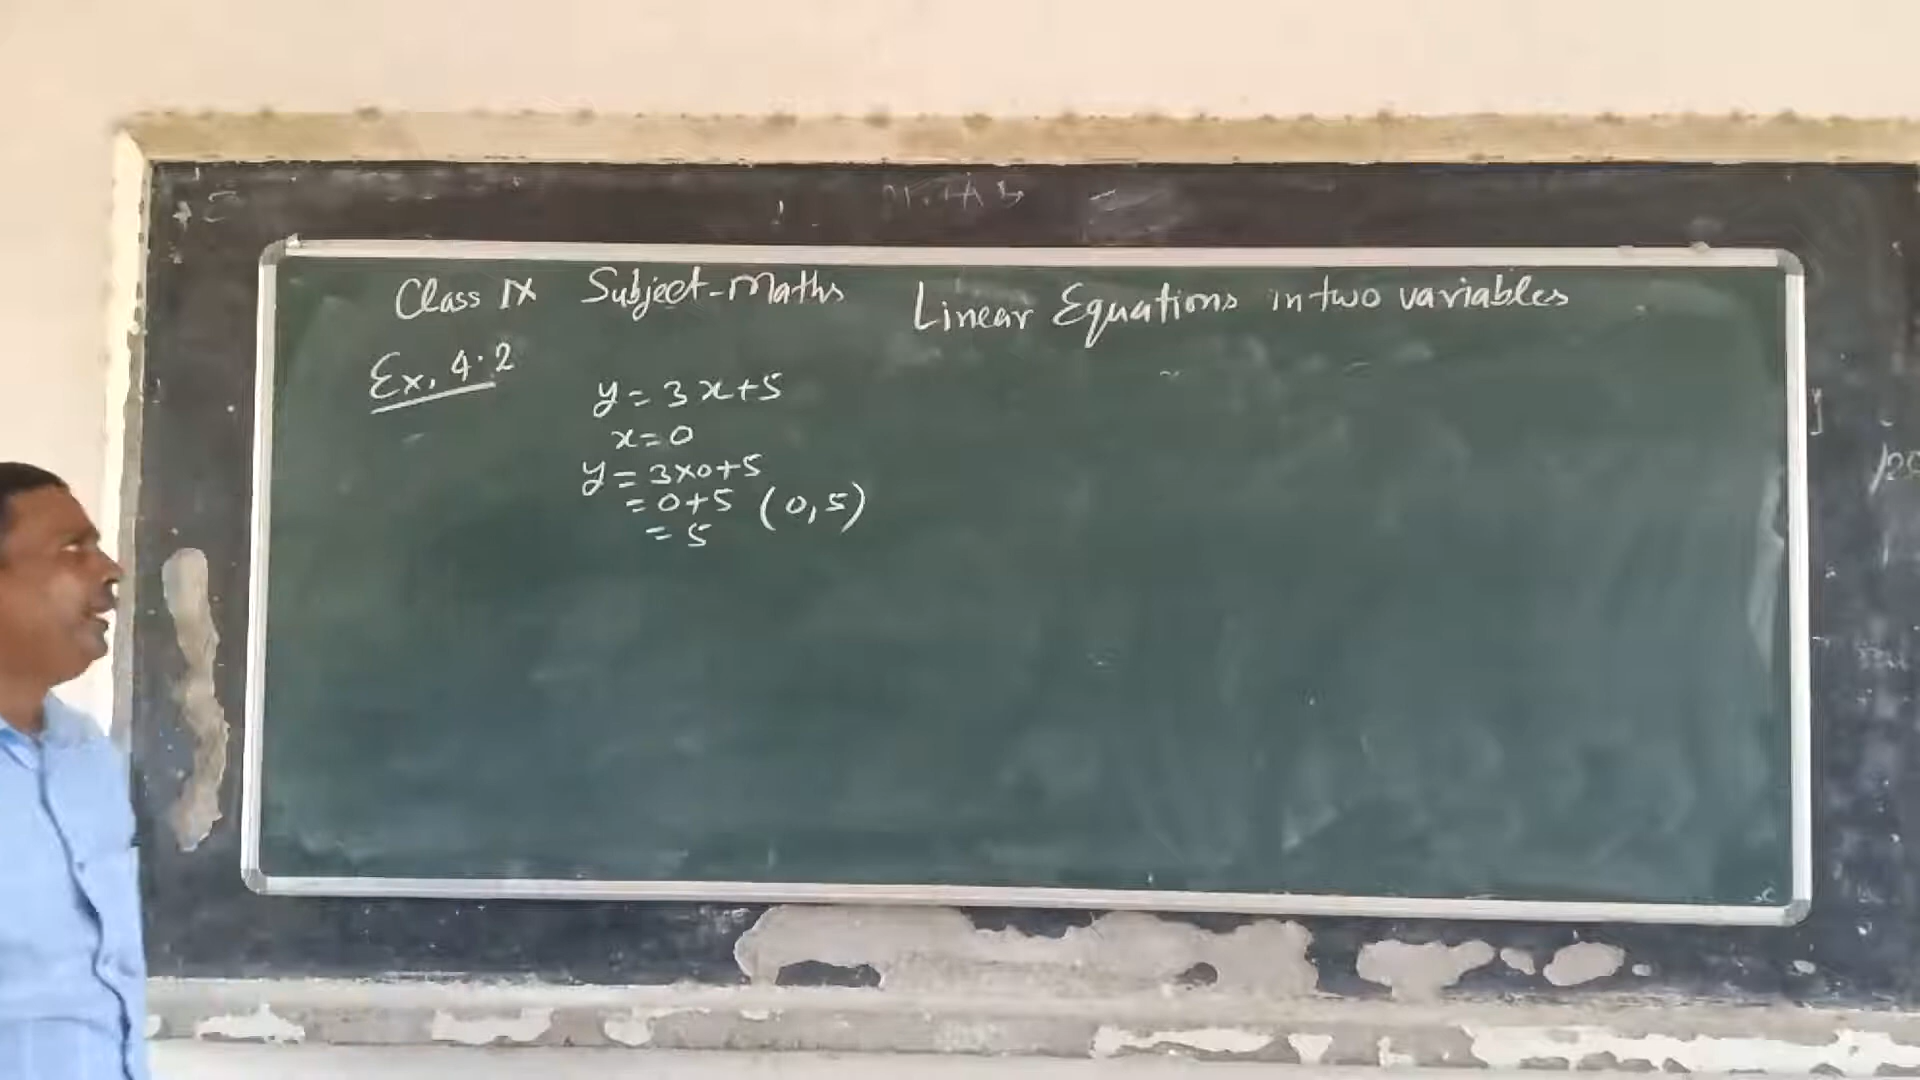 Class IX Subject-Maths Linear Equations in two variables
Ex. 4.2
y = 3x+5
x=0
y = 3×0+5
= 0+5 (0,5)
= 5